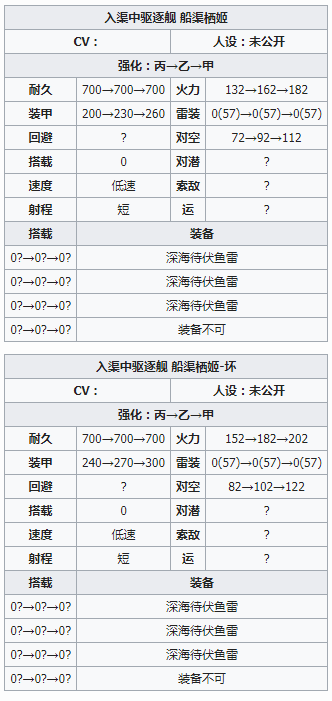 入渠中驱逐舰 船渠栖姬
CV： 人设：未公开
强化：丙→乙→甲
耐久 700→700→700 火力 132→162→182
装甲 200→230→260 雷装 0(57)→0(57)→0(57)
回避 ? 对空 72→92→112
搭载 0 对潜 ?
速度 低速 索敌 ?
射程 短 运 ?
搭载 装备
0?→0?→0? 深海待伏鱼雷
0?→0?→0? 深海待伏鱼雷
0?→0?→0? 深海待伏鱼雷
0?→0?→0? 装备不可
入渠中驱逐舰 船渠栖姬-坏
CV： 人设：未公开
强化：丙→乙→甲
耐久 700→700→700 火力 152→182→202
装甲 240→270→300 雷装 0(57)→0(57)→0(57)
回避 ? 对空 82→102→122
搭载 0 对潜 ?
速度 低速 索敌 ?
射程 短 运 ?
搭载 装备
0?→0?→0? 深海待伏鱼雷
0?→0?→0? 深海待伏鱼雷
0?→0?→0? 深海待伏鱼雷
0?→0?→0? 装备不可